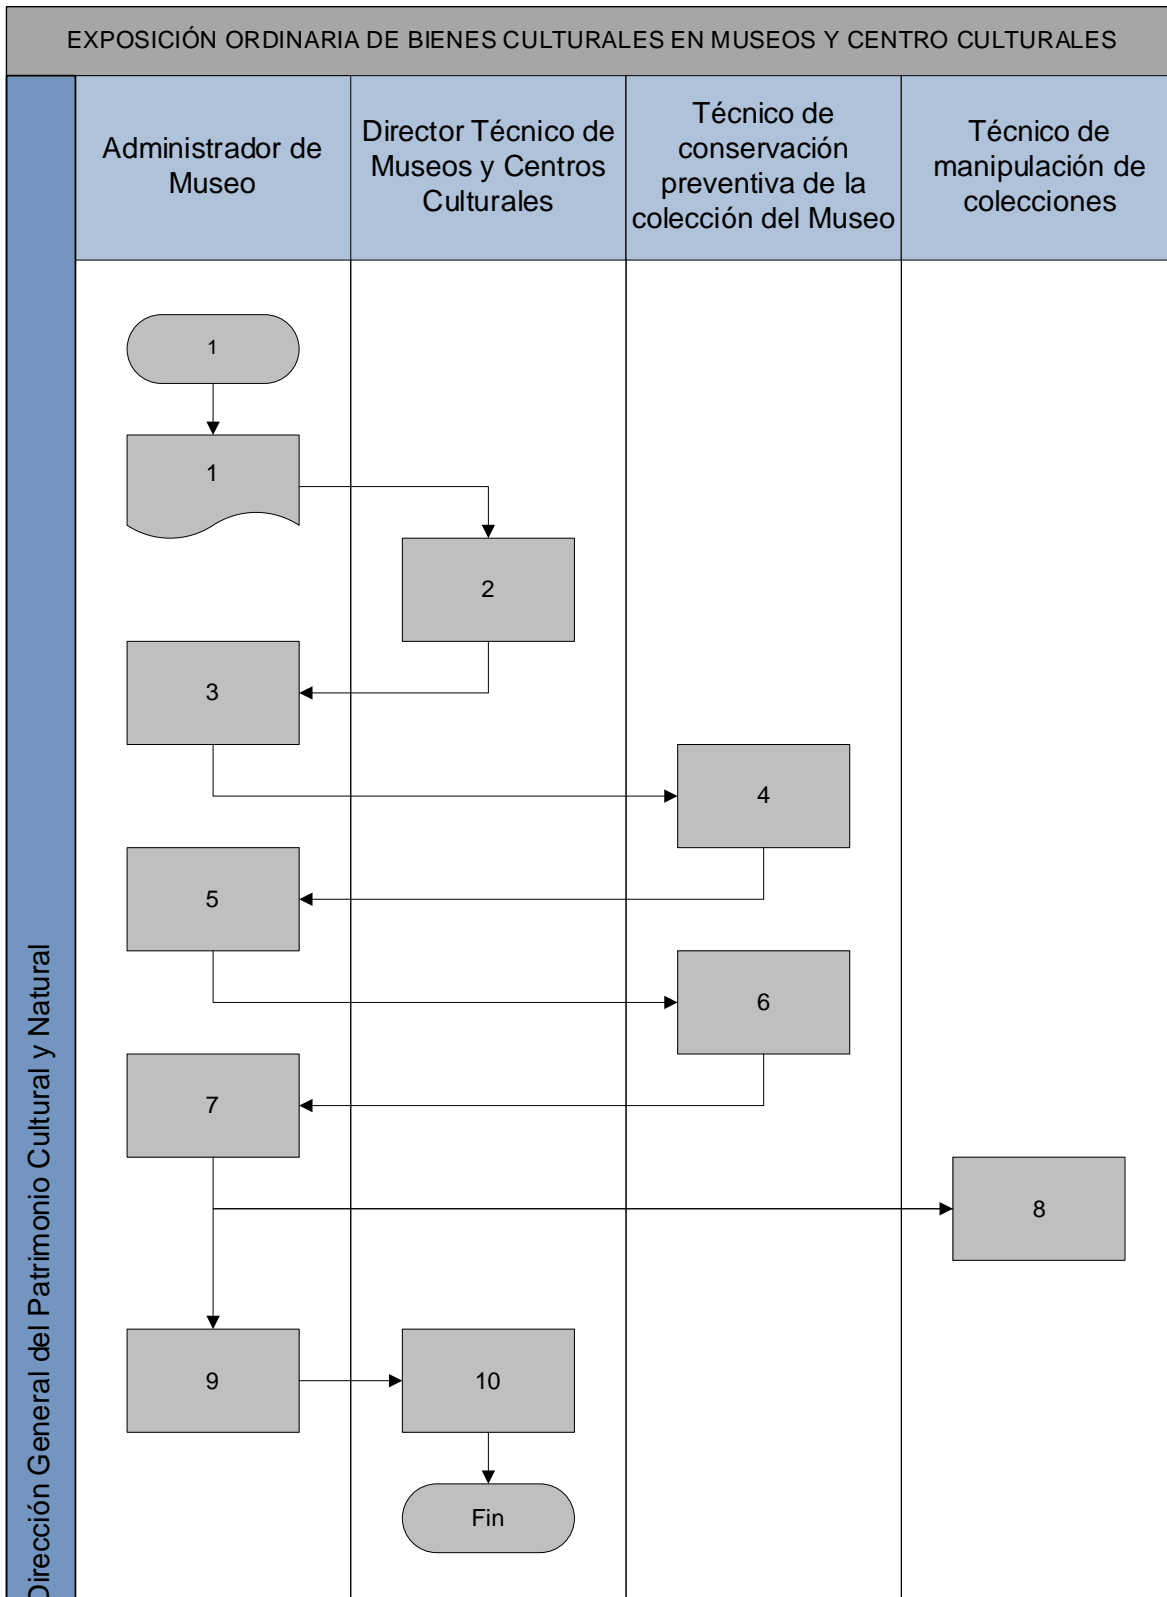 EXPOSICIÓN ORDINARIA DE BIENES CULTURALES EN MUSEOS Y CENTRO CULTURALES
Dirección General del Patrimonio Cultural y Natural
Administrador de
Museo
Director Técnico de
Museos y Centros
Culturales
Técnico de
conservación
preventiva de la
colección del Museo
Técnico de
manipulación de
colecciones
1
1
2
3
4
5
6
7
8
9
10
Fin